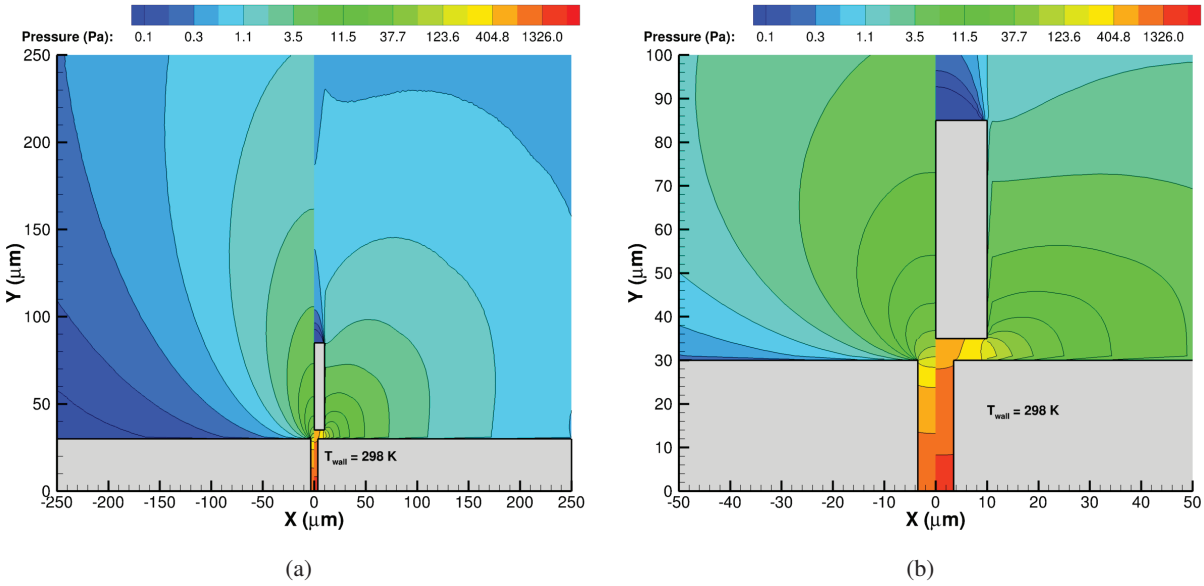 Pressure (Pa): 0.1 0.3 1.1 3.5 11.5 37.7 123.6 404.8 1326.0
250
200
150
100
50
0
Y (μm)
T_wall = 298 K
-250 -200 -150 -100 -50 0 50 100 150 200 250
X (μm)
(a)
Pressure (Pa): 0.1 0.3 1.1 3.5 11.5 37.7 123.6 404.8 1326.0
100
90
80
70
60
50
40
30
20
10
0
Y (μm)
T_wall = 298 K
-50 -40 -30 -20 -10 0 10 20 30 40 50
X (μm)
(b)